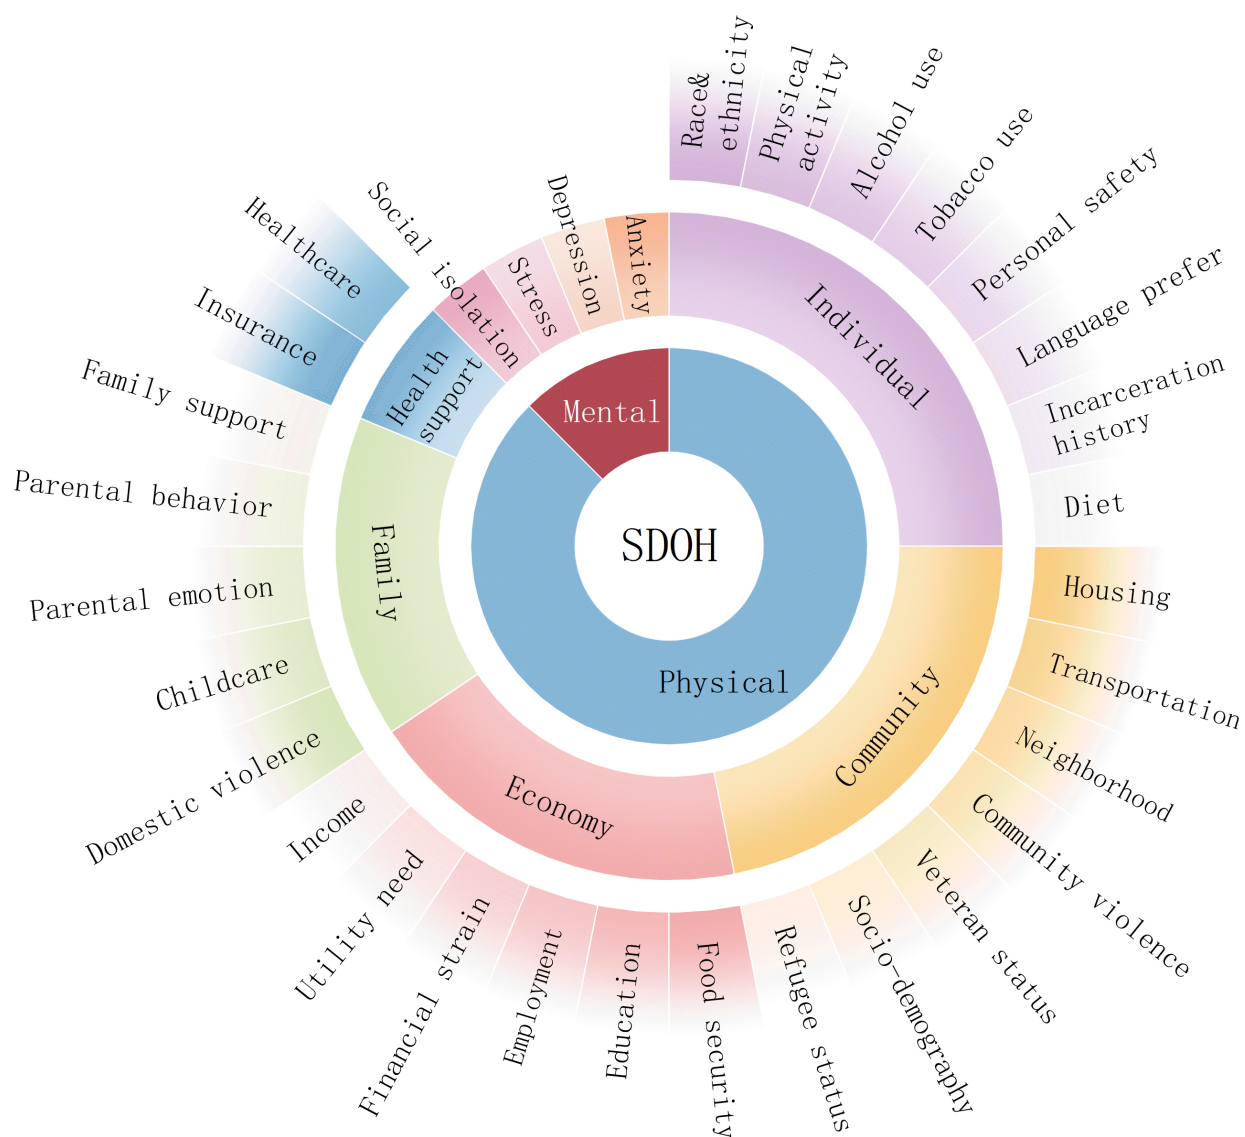 SDOH
Mental
Physical
Individual
Community
Economy
Family
Health
support
Social isolation
Stress
Depression
Anxiety
Race&
ethnicity
Physical
activity
Alcohol use
Tobacco use
Personal safety
Language prefer
Incarceration
history
Diet
Housing
Transportation
Neighborhood
Community violence
Veteran status
Socio-demography
Refugee status
Food security
Education
Employment
Financial strain
Utility need
Income
Domestic violence
Childcare
Parental emotion
Parental behavior
Family support
Insurance
Healthcare